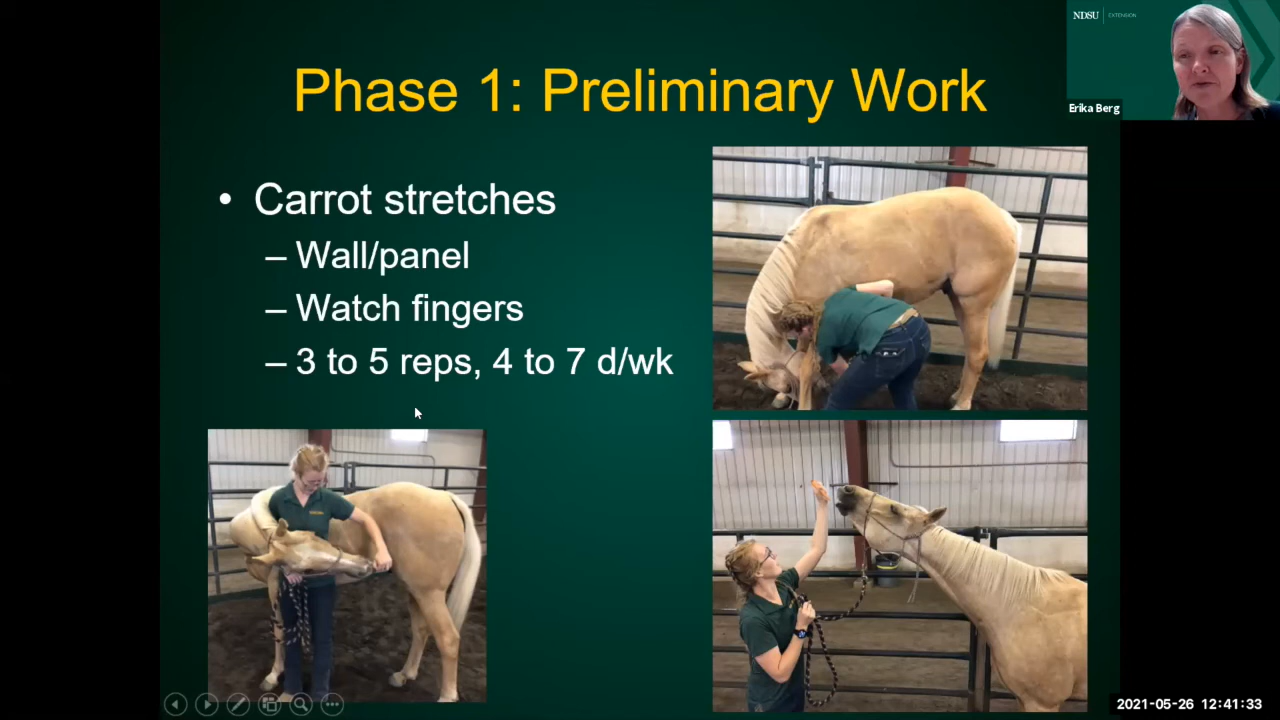 NDSU EXTENSION
Phase 1: Preliminary Work
Erika Berg
• Carrot stretches
– Wall/panel
– Watch fingers
– 3 to 5 reps, 4 to 7 d/wk
2021-05-26 12:41:33